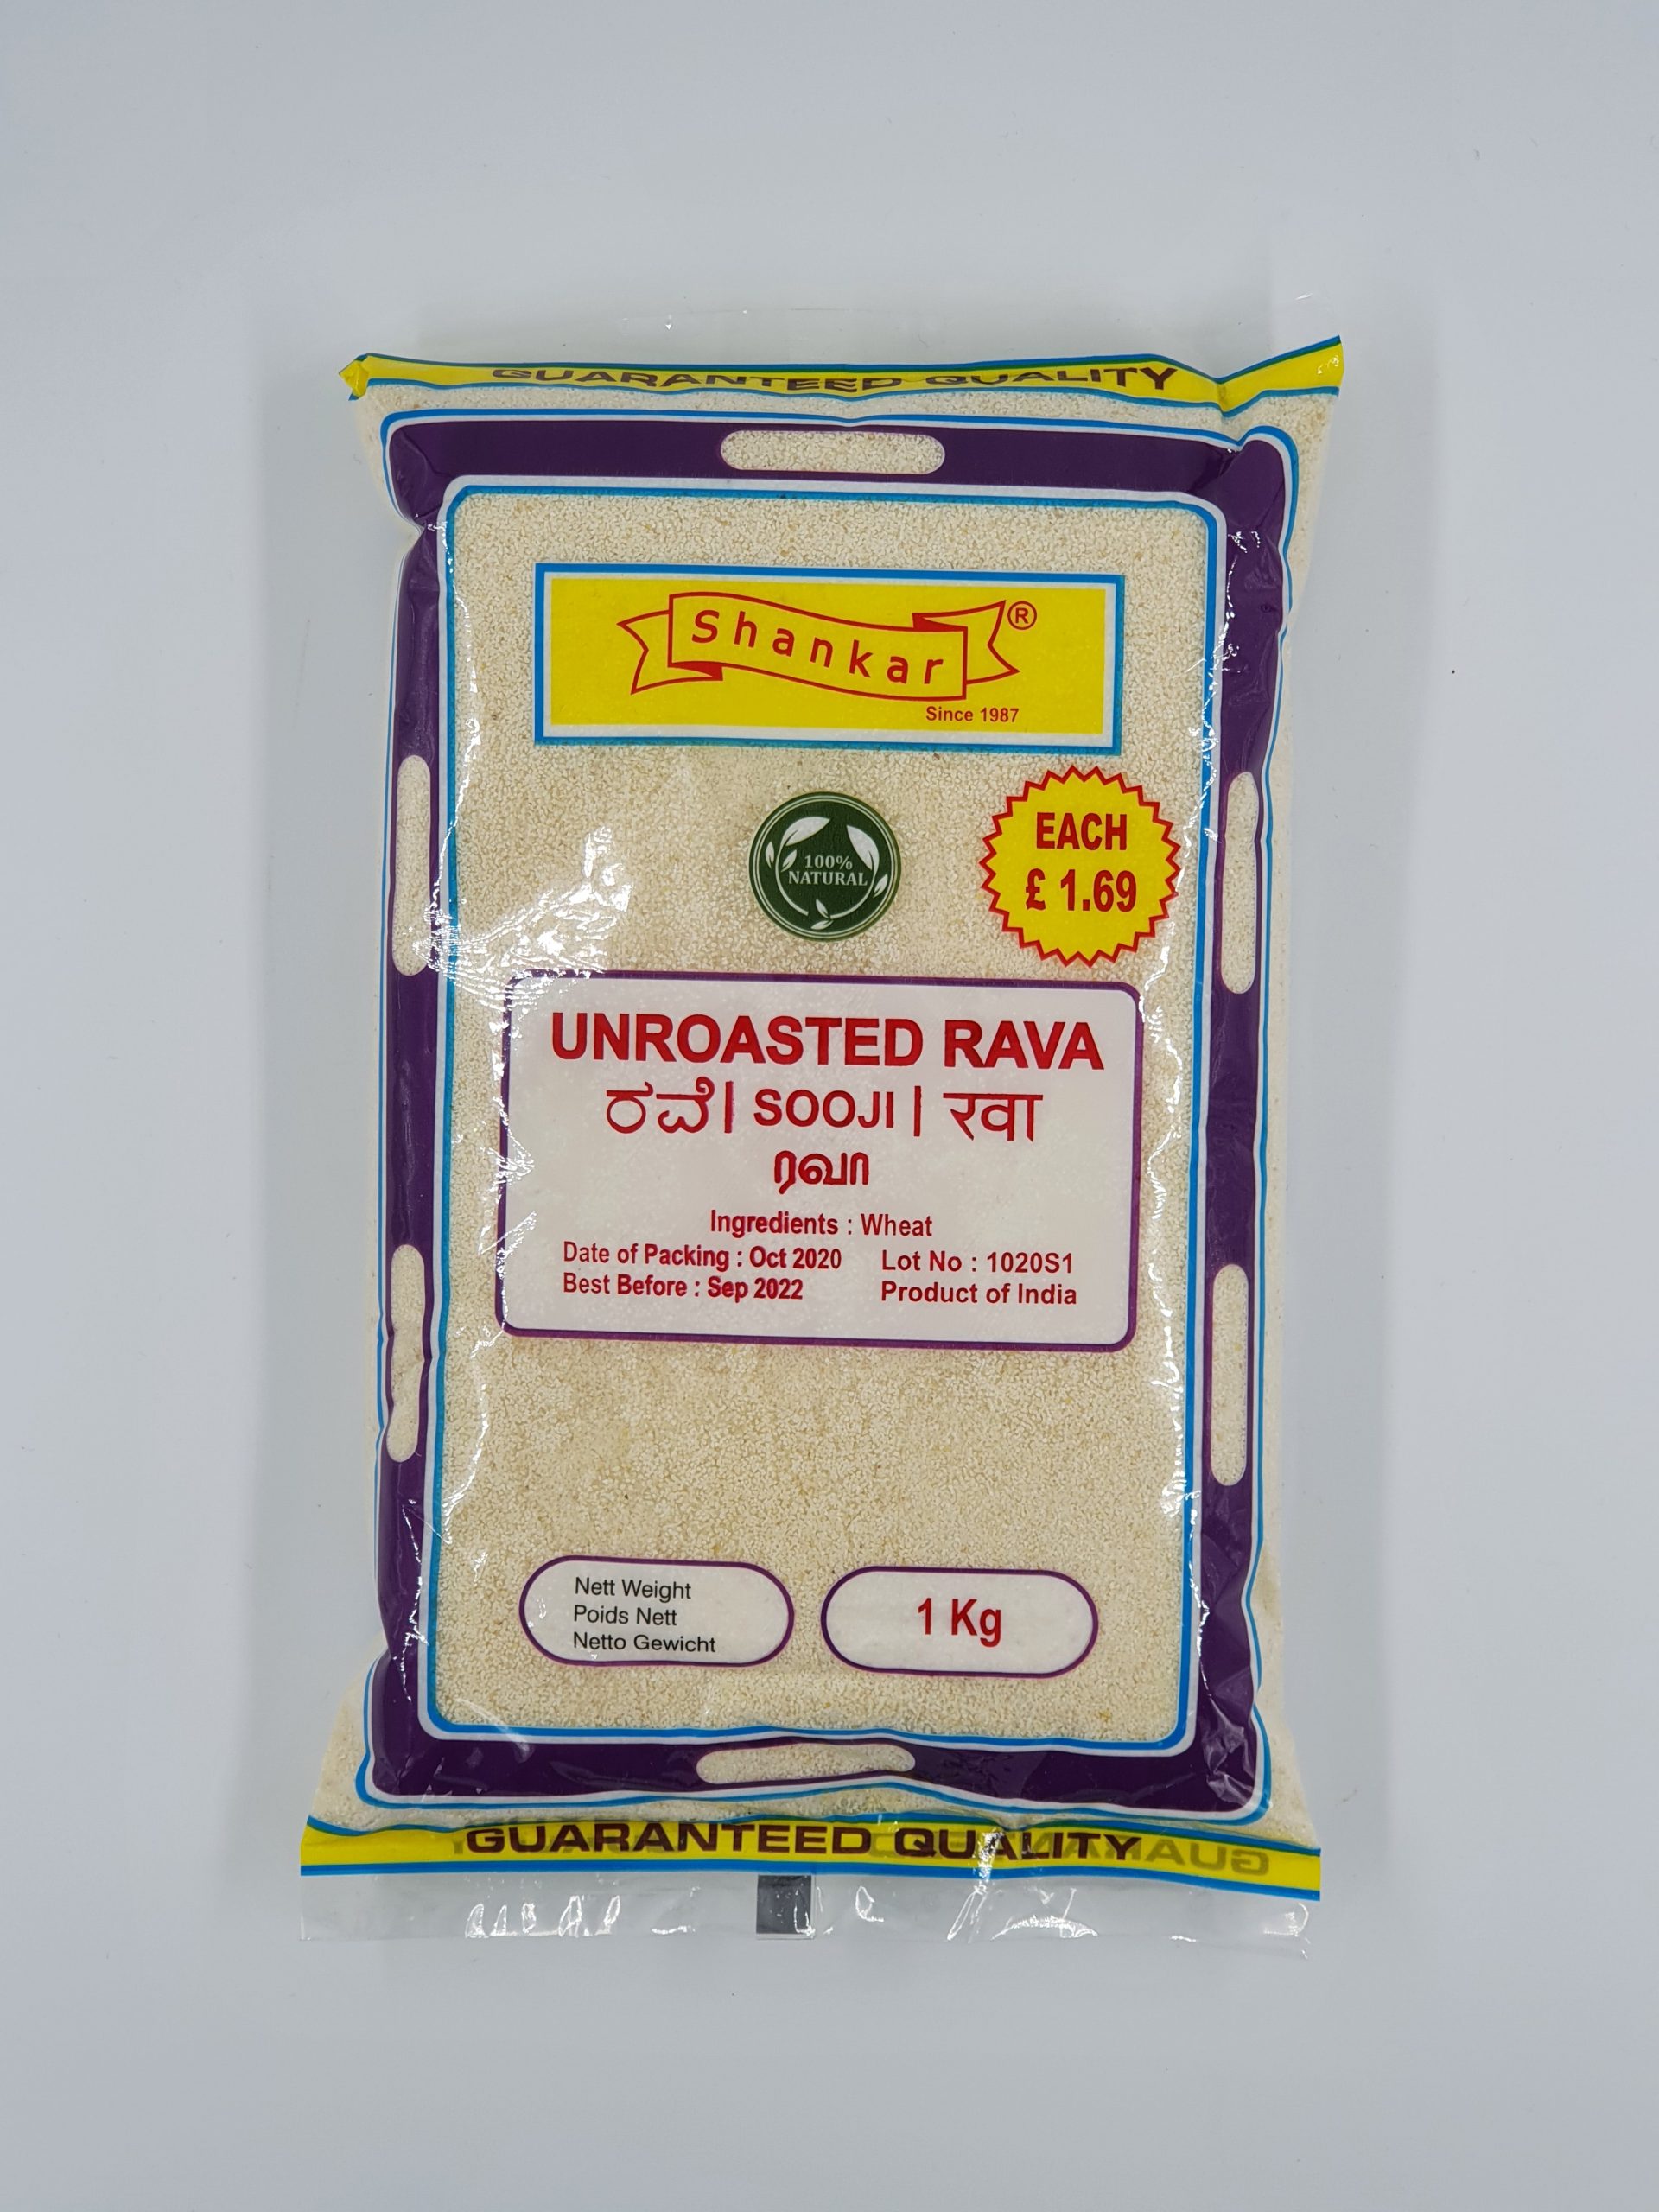 GUARANTEED QUALITY
Shankar ®
Since 1987
100%
NATURAL
EACH
£ 1.69
UNROASTED RAVA
ರವೆ | SOOJI | रवा
ரவா
Ingredients : Wheat
Date of Packing : Oct 2020 Lot No : 1020S1
Best Before : Sep 2022 Product of India
Nett Weight
Poids Nett
Netto Gewicht
1 Kg
GUARANTEED QUALITY